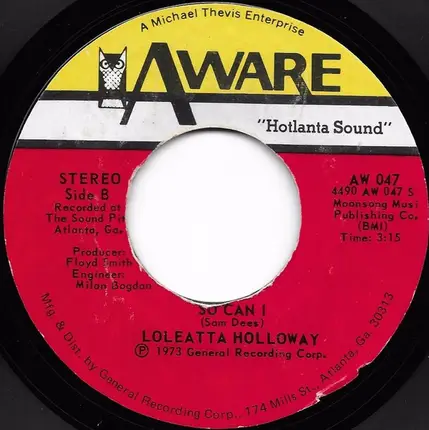 A Michael Thevis Enterprise
AWARE
"Hotlanta Sound"
STEREO
Side B
Recorded at
The Sound Pit
Atlanta, Ga.
Producer:
Floyd Smith
Engineer:
Milan Bogdan
AW 047
4490 AW 047 S
Moonsong Musi
Publishing Co.
(BMI)
Time: 3:15
SO CAN I
(Sam Dees)
LOLEATTA HOLLOWAY
Ⓟ 1973 General Recording Corp.
Mfg. & Dist. by General Recording Corp., 174 Mills St., Atlanta, Ga. 30313